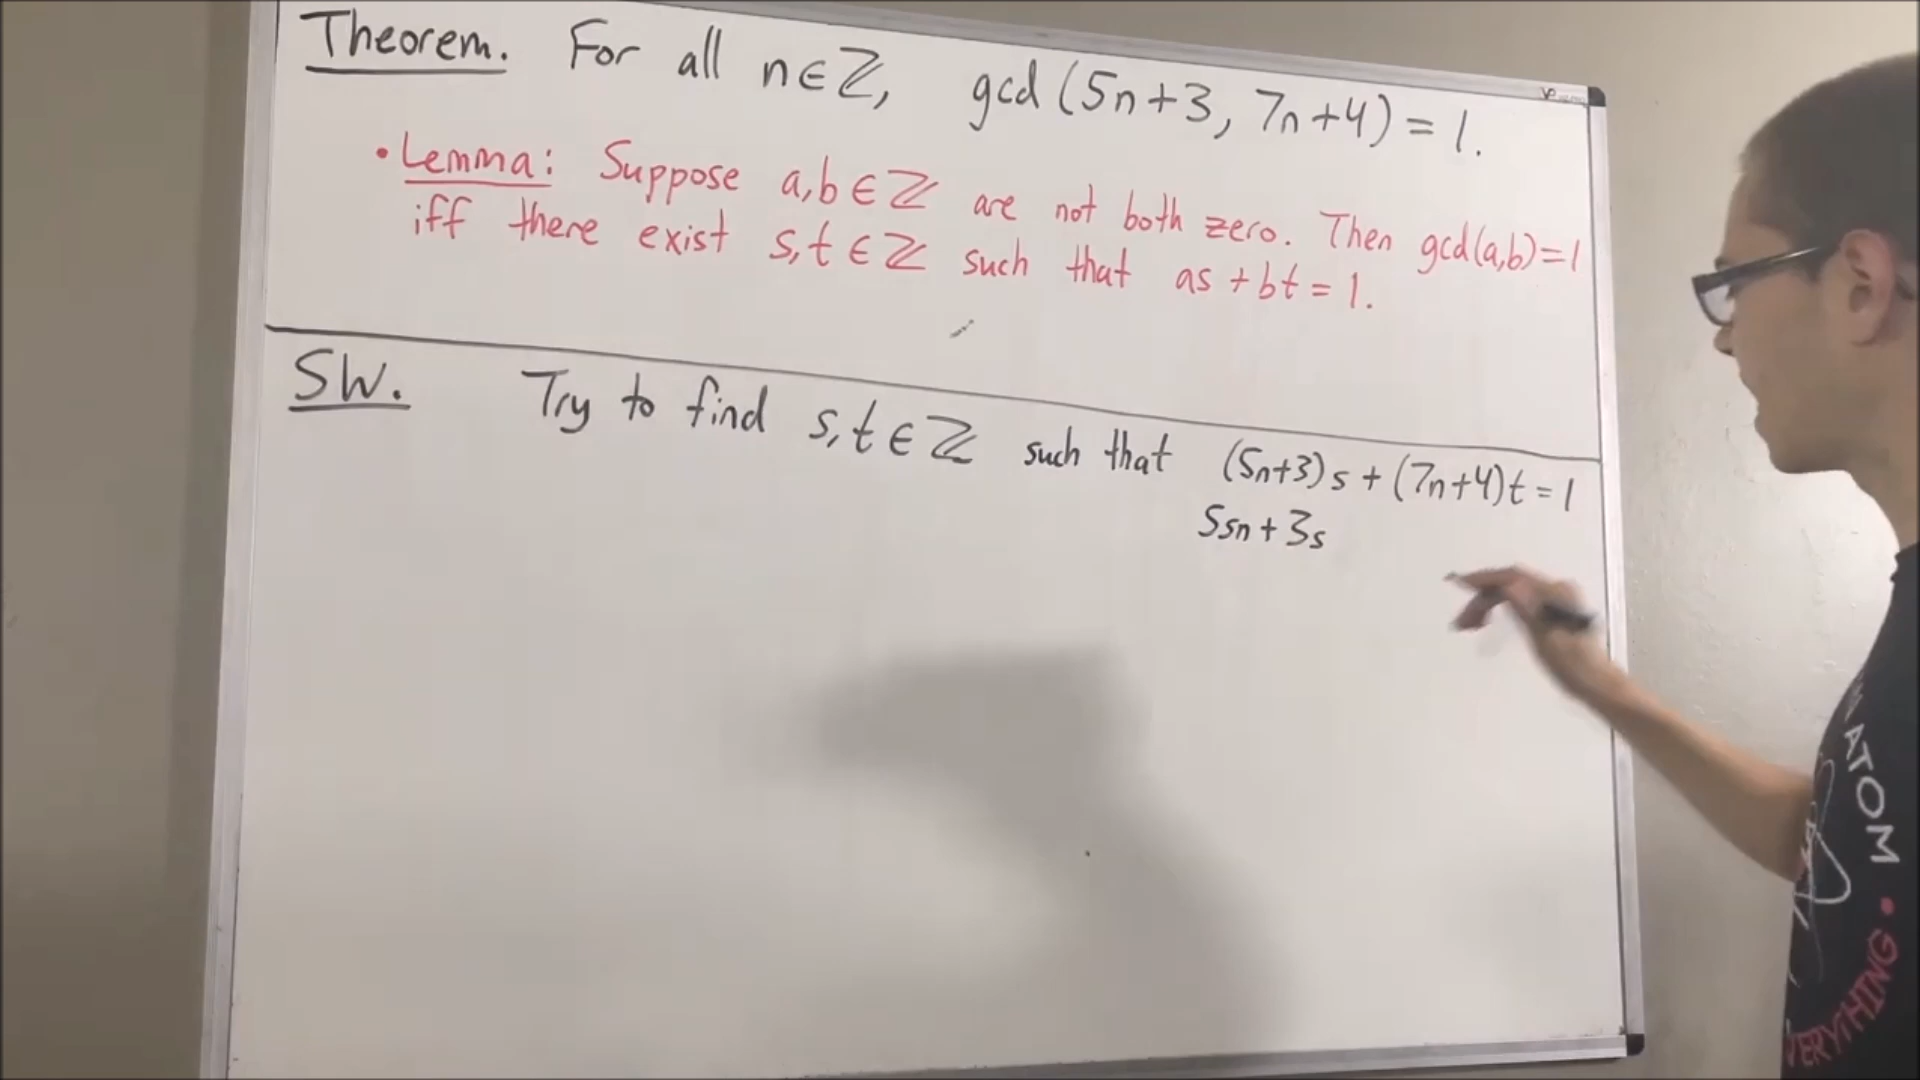 Theorem. For all n∈ℤ, gcd(5n+3, 7n+4) = 1.
• Lemma: Suppose a,b∈ℤ are not both zero. Then gcd(a,b)=1
iff there exist s,t∈ℤ such that as+bt=1.
SW. Try to find s,t∈ℤ such that (5n+3)s+(7n+4)t=1
5sn+3s
ATOM